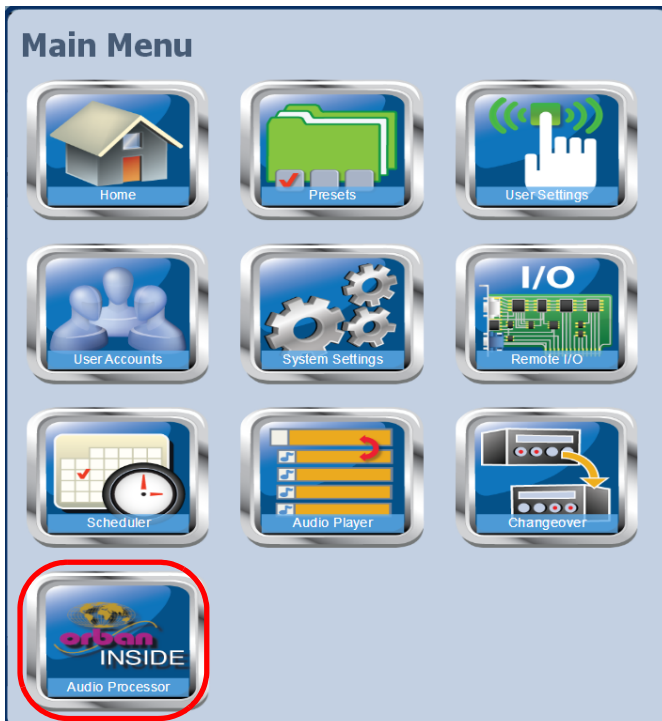 Main Menu
Home
Presets
User Settings
User Accounts
System Settings
I/O
Remote I/O
Scheduler
Audio Player
Changeover
orban
INSIDE
Audio Processor